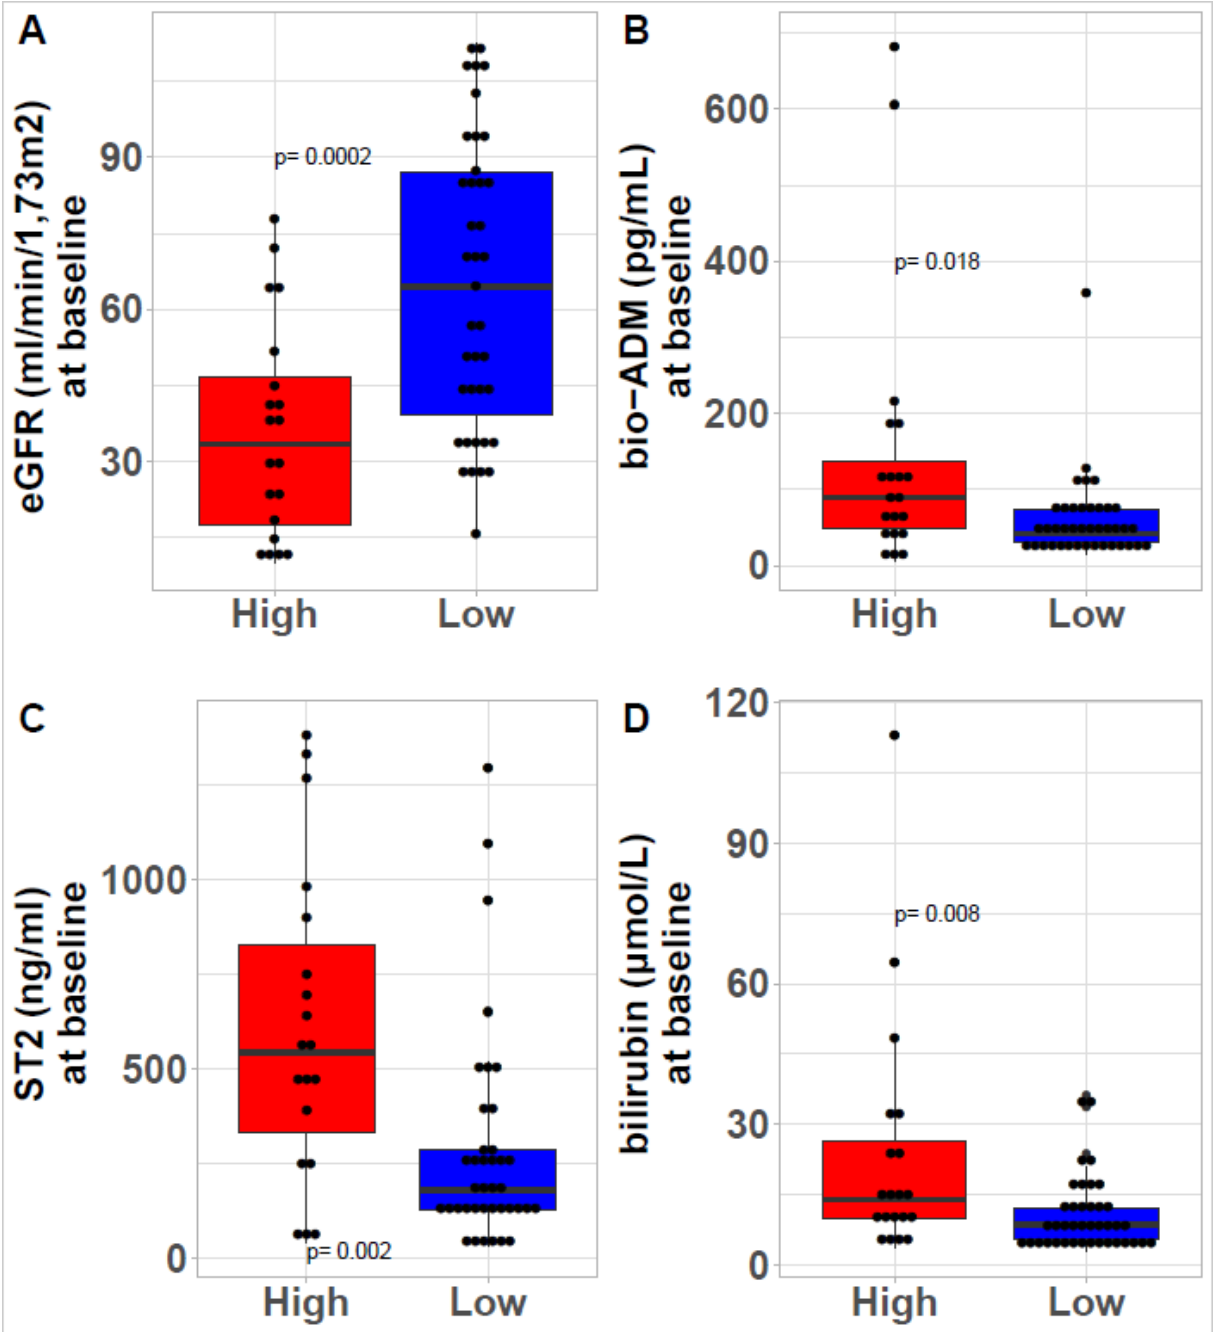 A
eGFR (ml/min/1,73m2)
at baseline
90
60
30
p= 0.0002
High
Low
B
bio−ADM (pg/mL)
at baseline
600
400
200
0
p= 0.018
High
Low
C
ST2 (ng/ml)
at baseline
1000
500
0
p= 0.002
High
Low
D
bilirubin (µmol/L)
at baseline
120
90
60
30
0
p= 0.008
High
Low